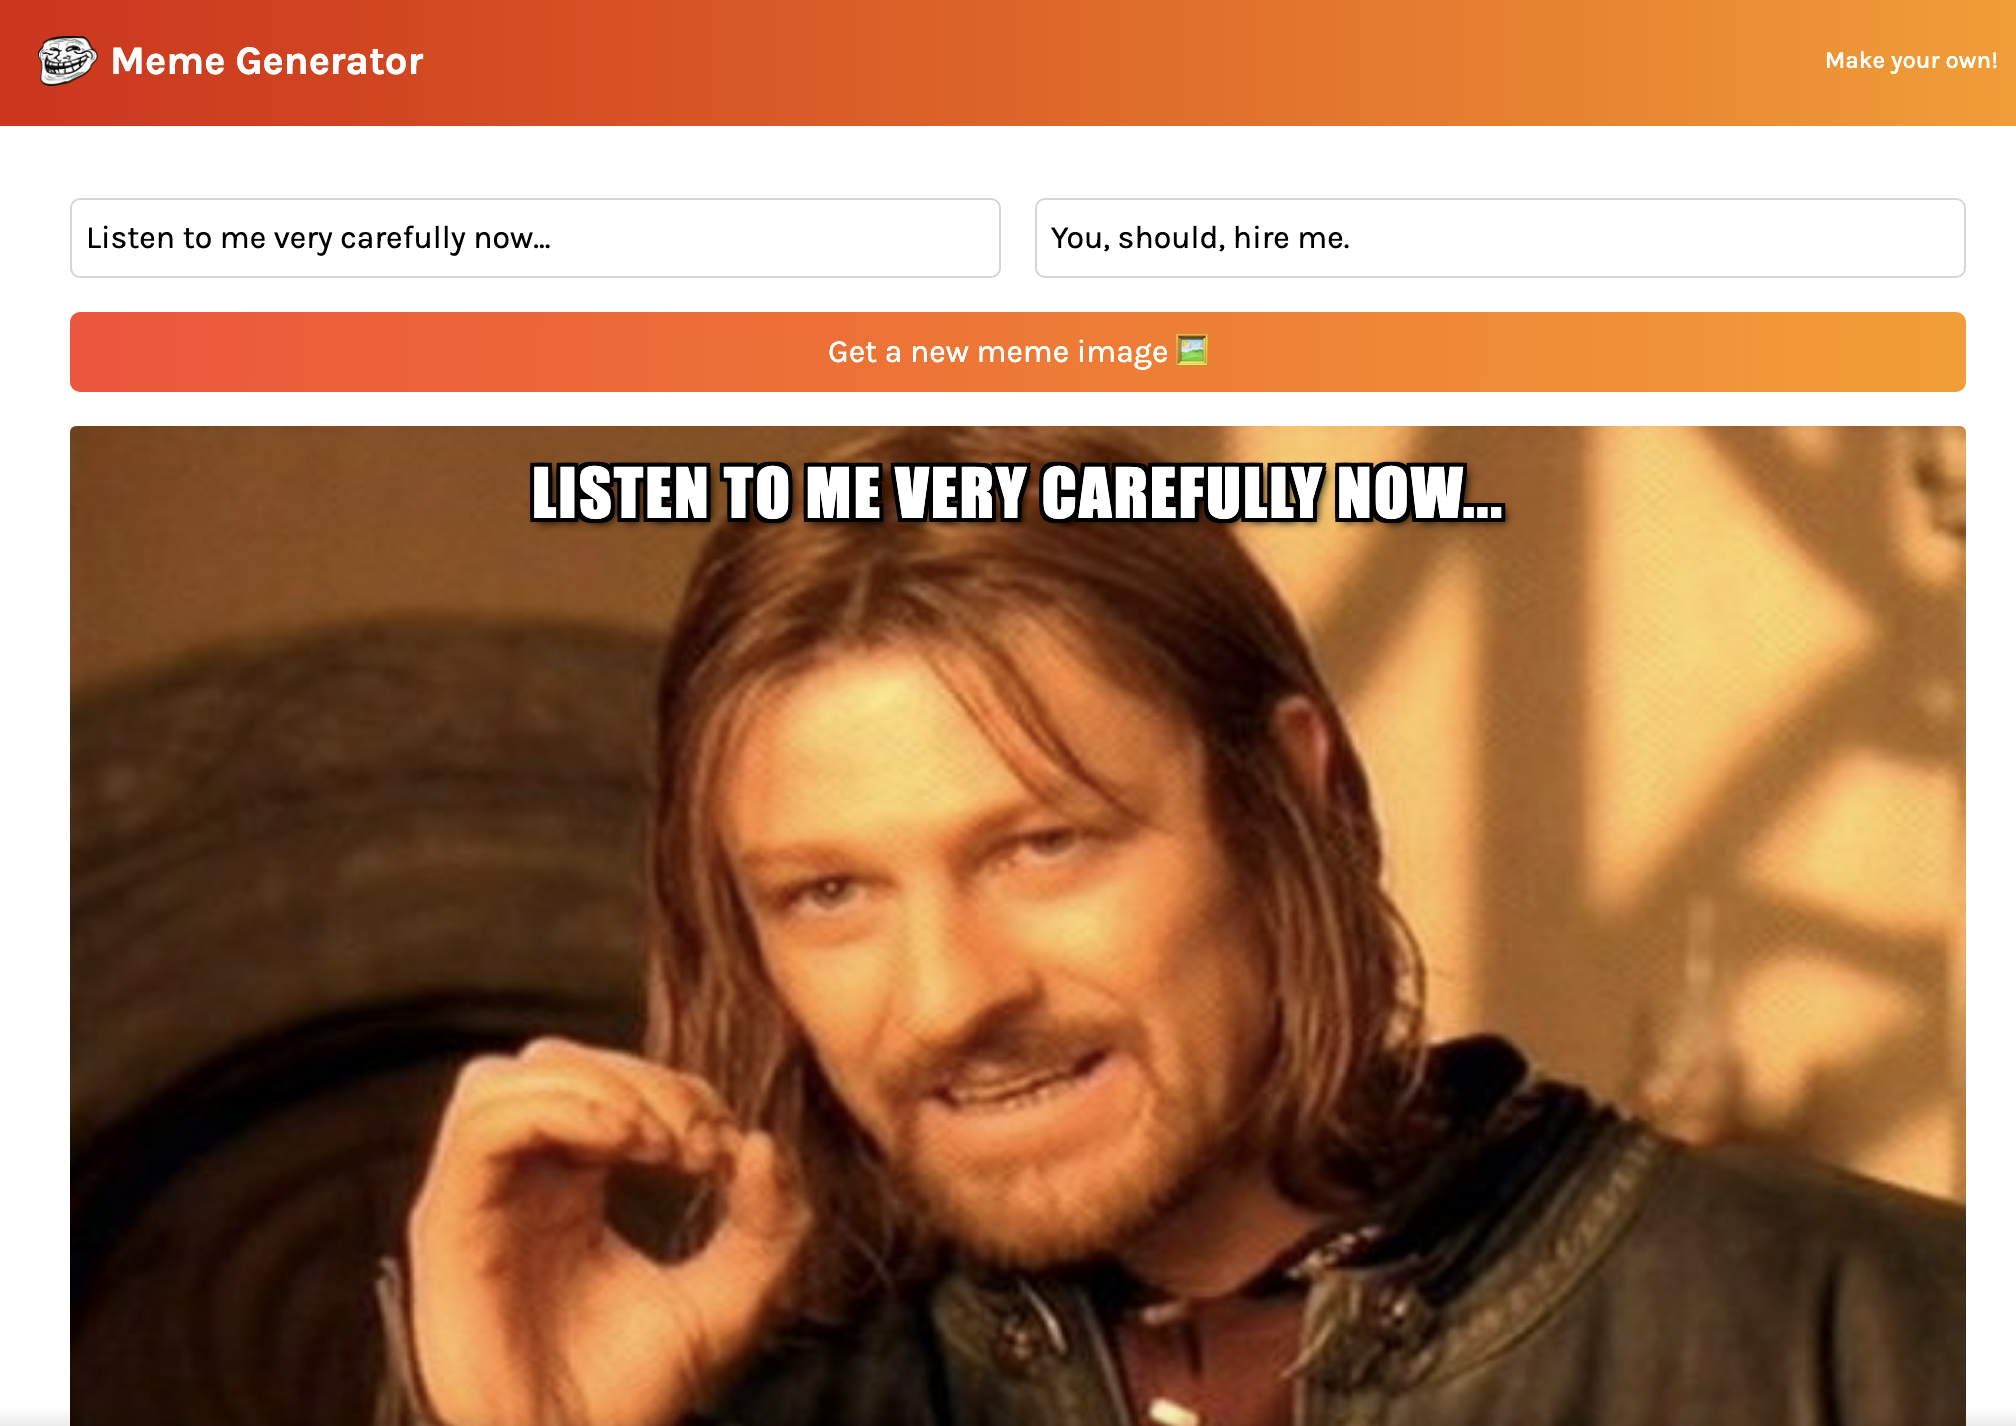 Meme Generator
Make your own!
Listen to me very carefully now...
You, should, hire me.
Get a new meme image
LISTEN TO ME VERY CAREFULLY NOW...